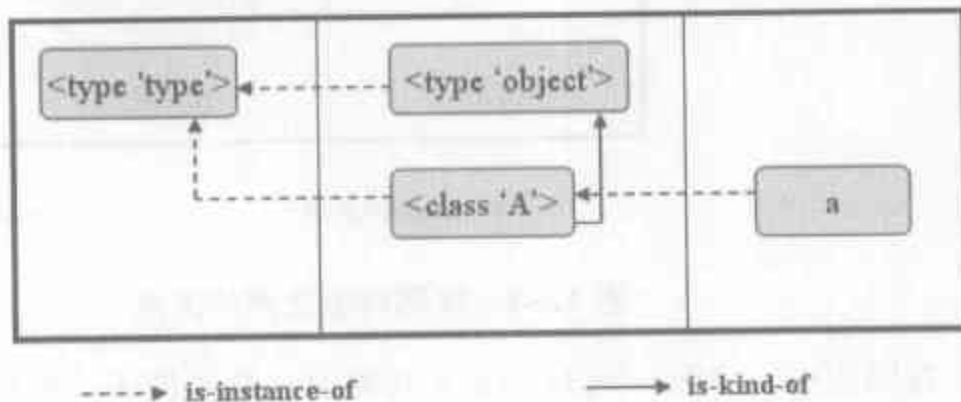 <type ‘type’>
<type ‘object’>
<class ‘A’>
a
is-instance-of
is-kind-of